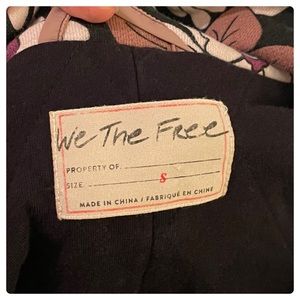 We The Free
PROPERTY OF
SIZE S
MADE IN CHINA / FABRIQUÉ EN CHINE